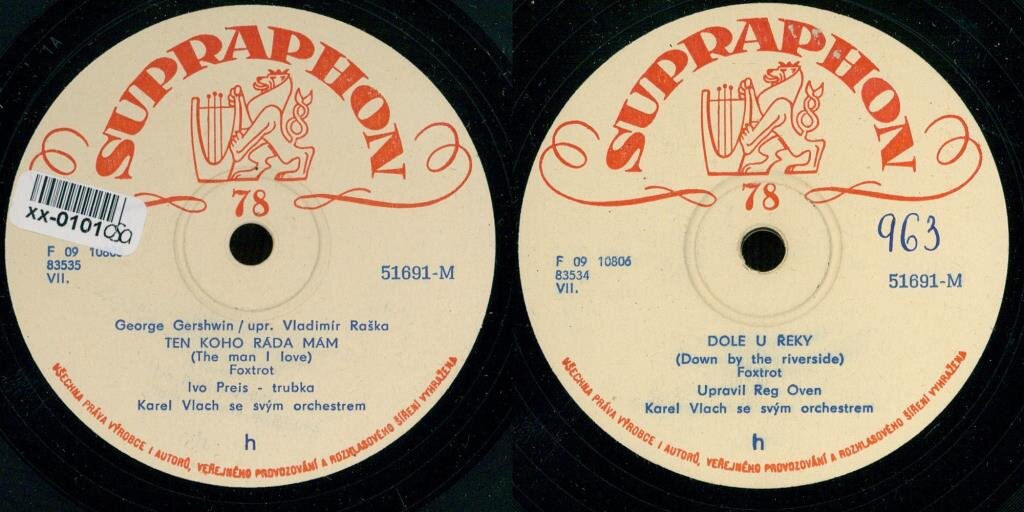 1A
SUPRAPHON
78
xx-0101
F 09
83535
VII.
51691-M
George Gershwin / upr. Vladimír Raška
TEN KOHO RÁDA MÁM
(The man I love)
Foxtrot
Ivo Preis - trubka
Karel Vlach se svým orchestrem
h
VŠECHNA PRÁVA VÝROBCE I AUTORŮ, VEŘEJNÉHO PROVOZOVÁNÍ A ROZHLASOVÉHO ŠÍŘENÍ VYHRAŽENA
SUPRAPHON
78
963
F 09 10806
83534
VII.
51691-M
DOLE U ŘEKY
(Down by the riverside)
Foxtrot
Upravil Reg Oven
Karel Vlach se svým orchestrem
h
VŠECHNA PRÁVA VÝROBCE I AUTORŮ, VEŘEJNÉHO PROVOZOVÁNÍ A ROZHLASOVÉHO ŠÍŘENÍ VYHRAŽENA